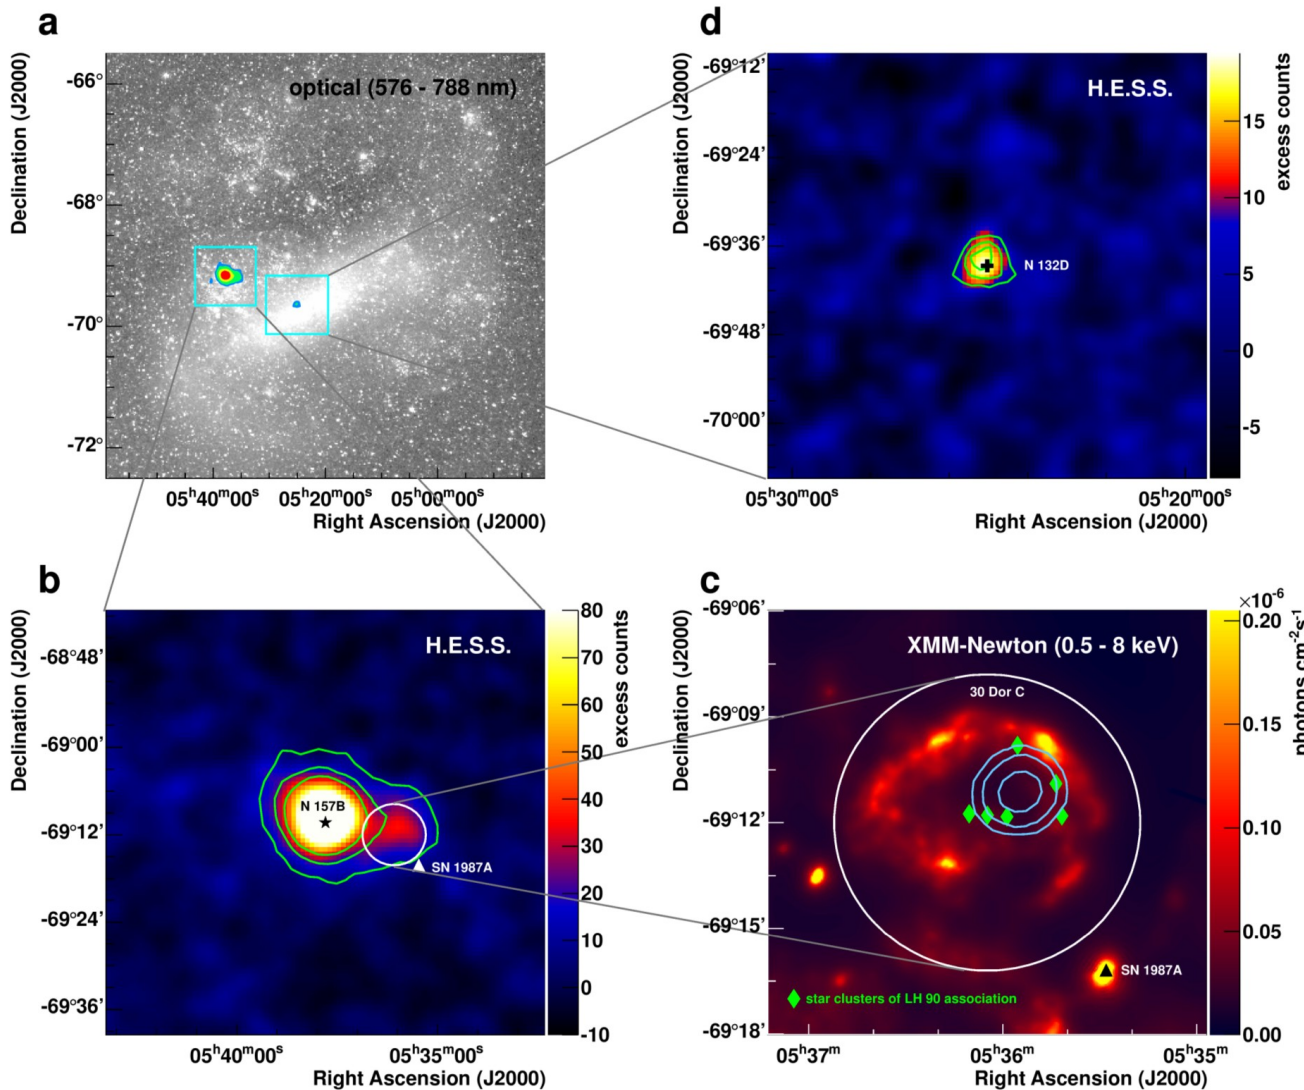 a
optical (576 - 788 nm)
-66°
-68°
-70°
-72°
Declination (J2000)
05ʰ40ᵐ00ˢ 05ʰ20ᵐ00ˢ 05ʰ00ᵐ00ˢ
Right Ascension (J2000)
d
H.E.S.S.
N 132D
-69°12’
-69°24’
-69°36’
-69°48’
-70°00’
Declination (J2000)
05ʰ30ᵐ00ˢ 05ʰ20ᵐ00ˢ
Right Ascension (J2000)
15
10
5
0
-5
excess counts
b
H.E.S.S.
N 157B
SN 1987A
-68°48’
-69°00’
-69°12’
-69°24’
-69°36’
Declination (J2000)
05ʰ40ᵐ00ˢ 05ʰ35ᵐ00ˢ
Right Ascension (J2000)
80
70
60
50
40
30
20
10
0
-10
excess counts
c
XMM-Newton (0.5 - 8 keV)
30 Dor C
SN 1987A
star clusters of LH 90 association
-69°06’
-69°09’
-69°12’
-69°15’
-69°18’
Declination (J2000)
05ʰ37ᵐ 05ʰ36ᵐ 05ʰ35ᵐ
Right Ascension (J2000)
×10⁻⁶
0.20
0.15
0.10
0.05
0.00
photons cm⁻²s⁻¹